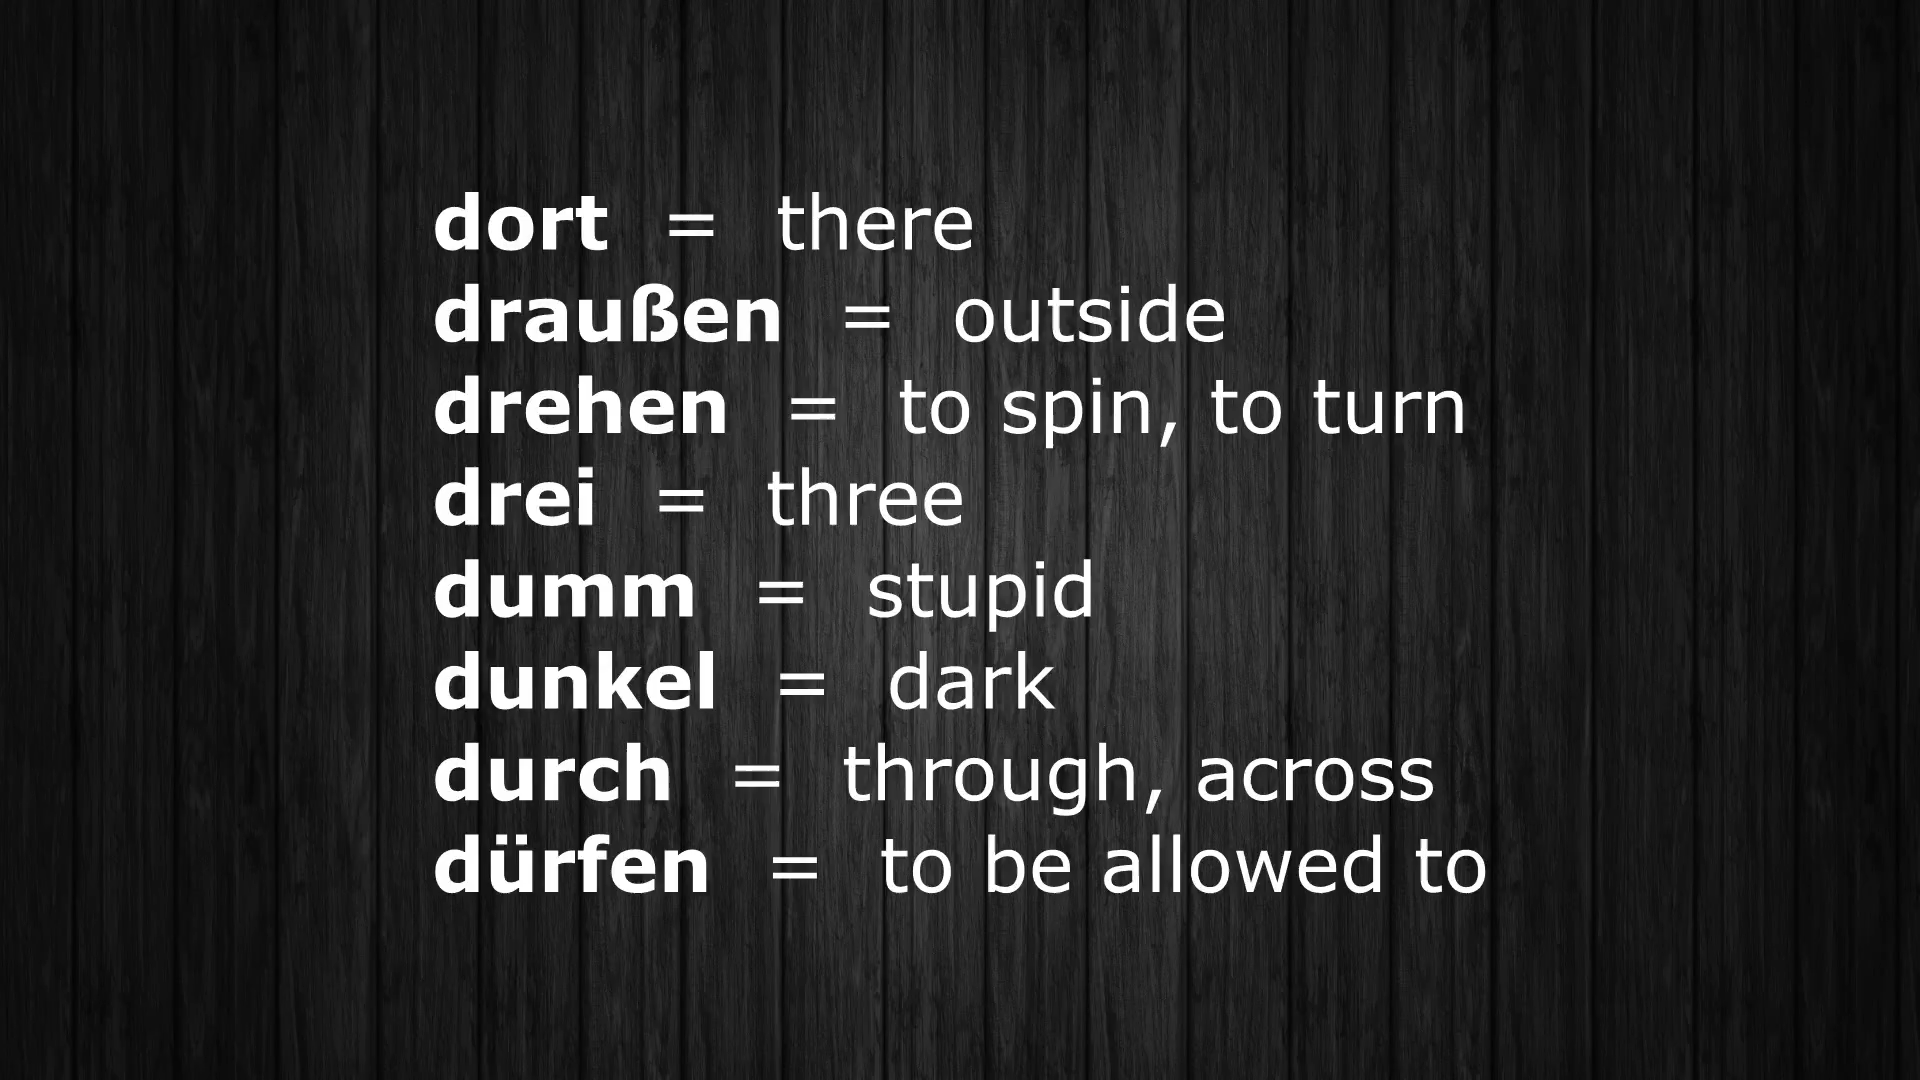 dort = there
draußen = outside
drehen = to spin, to turn
drei = three
dumm = stupid
dunkel = dark
durch = through, across
dürfen = to be allowed to